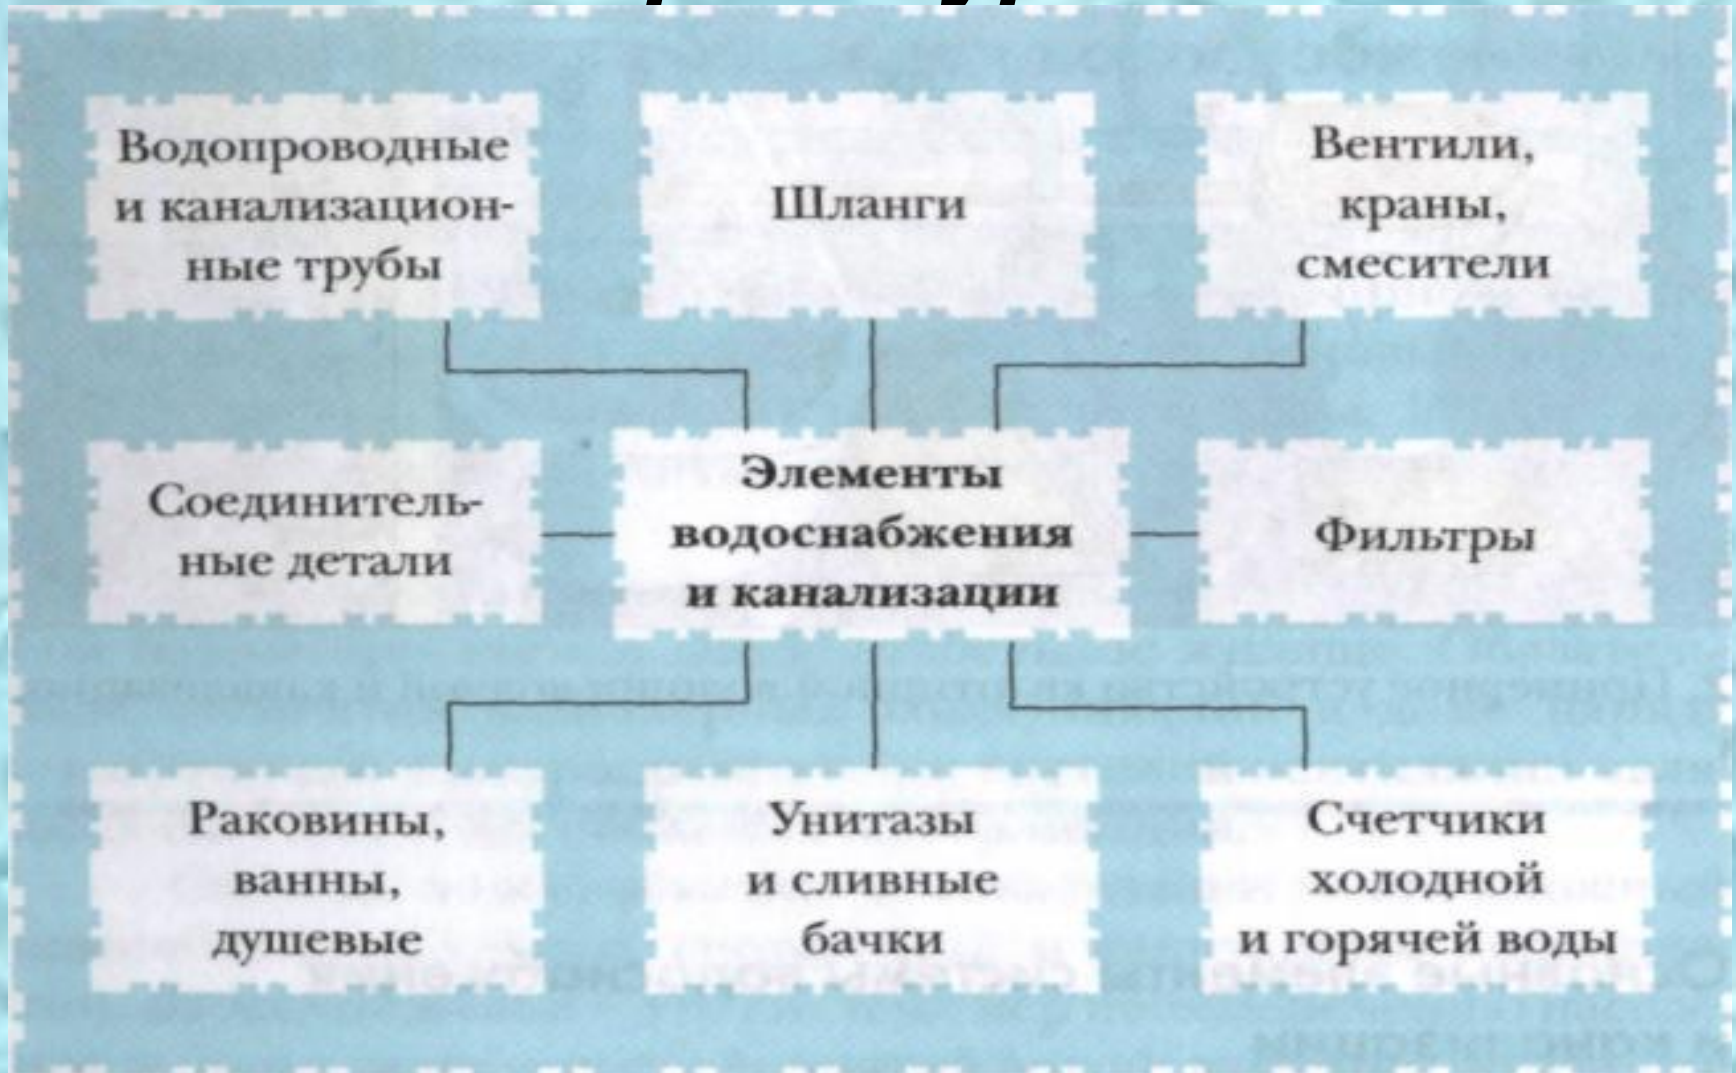 Водопроводные
и канализацион-
ные трубы
Шланги
Вентили,
краны,
смесители
Соединитель-
ные детали
Элементы
водоснабжения
и канализации
Фильтры
Раковины,
ванны,
душевые
Унитазы
и сливные
бачки
Счетчики
холодной
и горячей воды